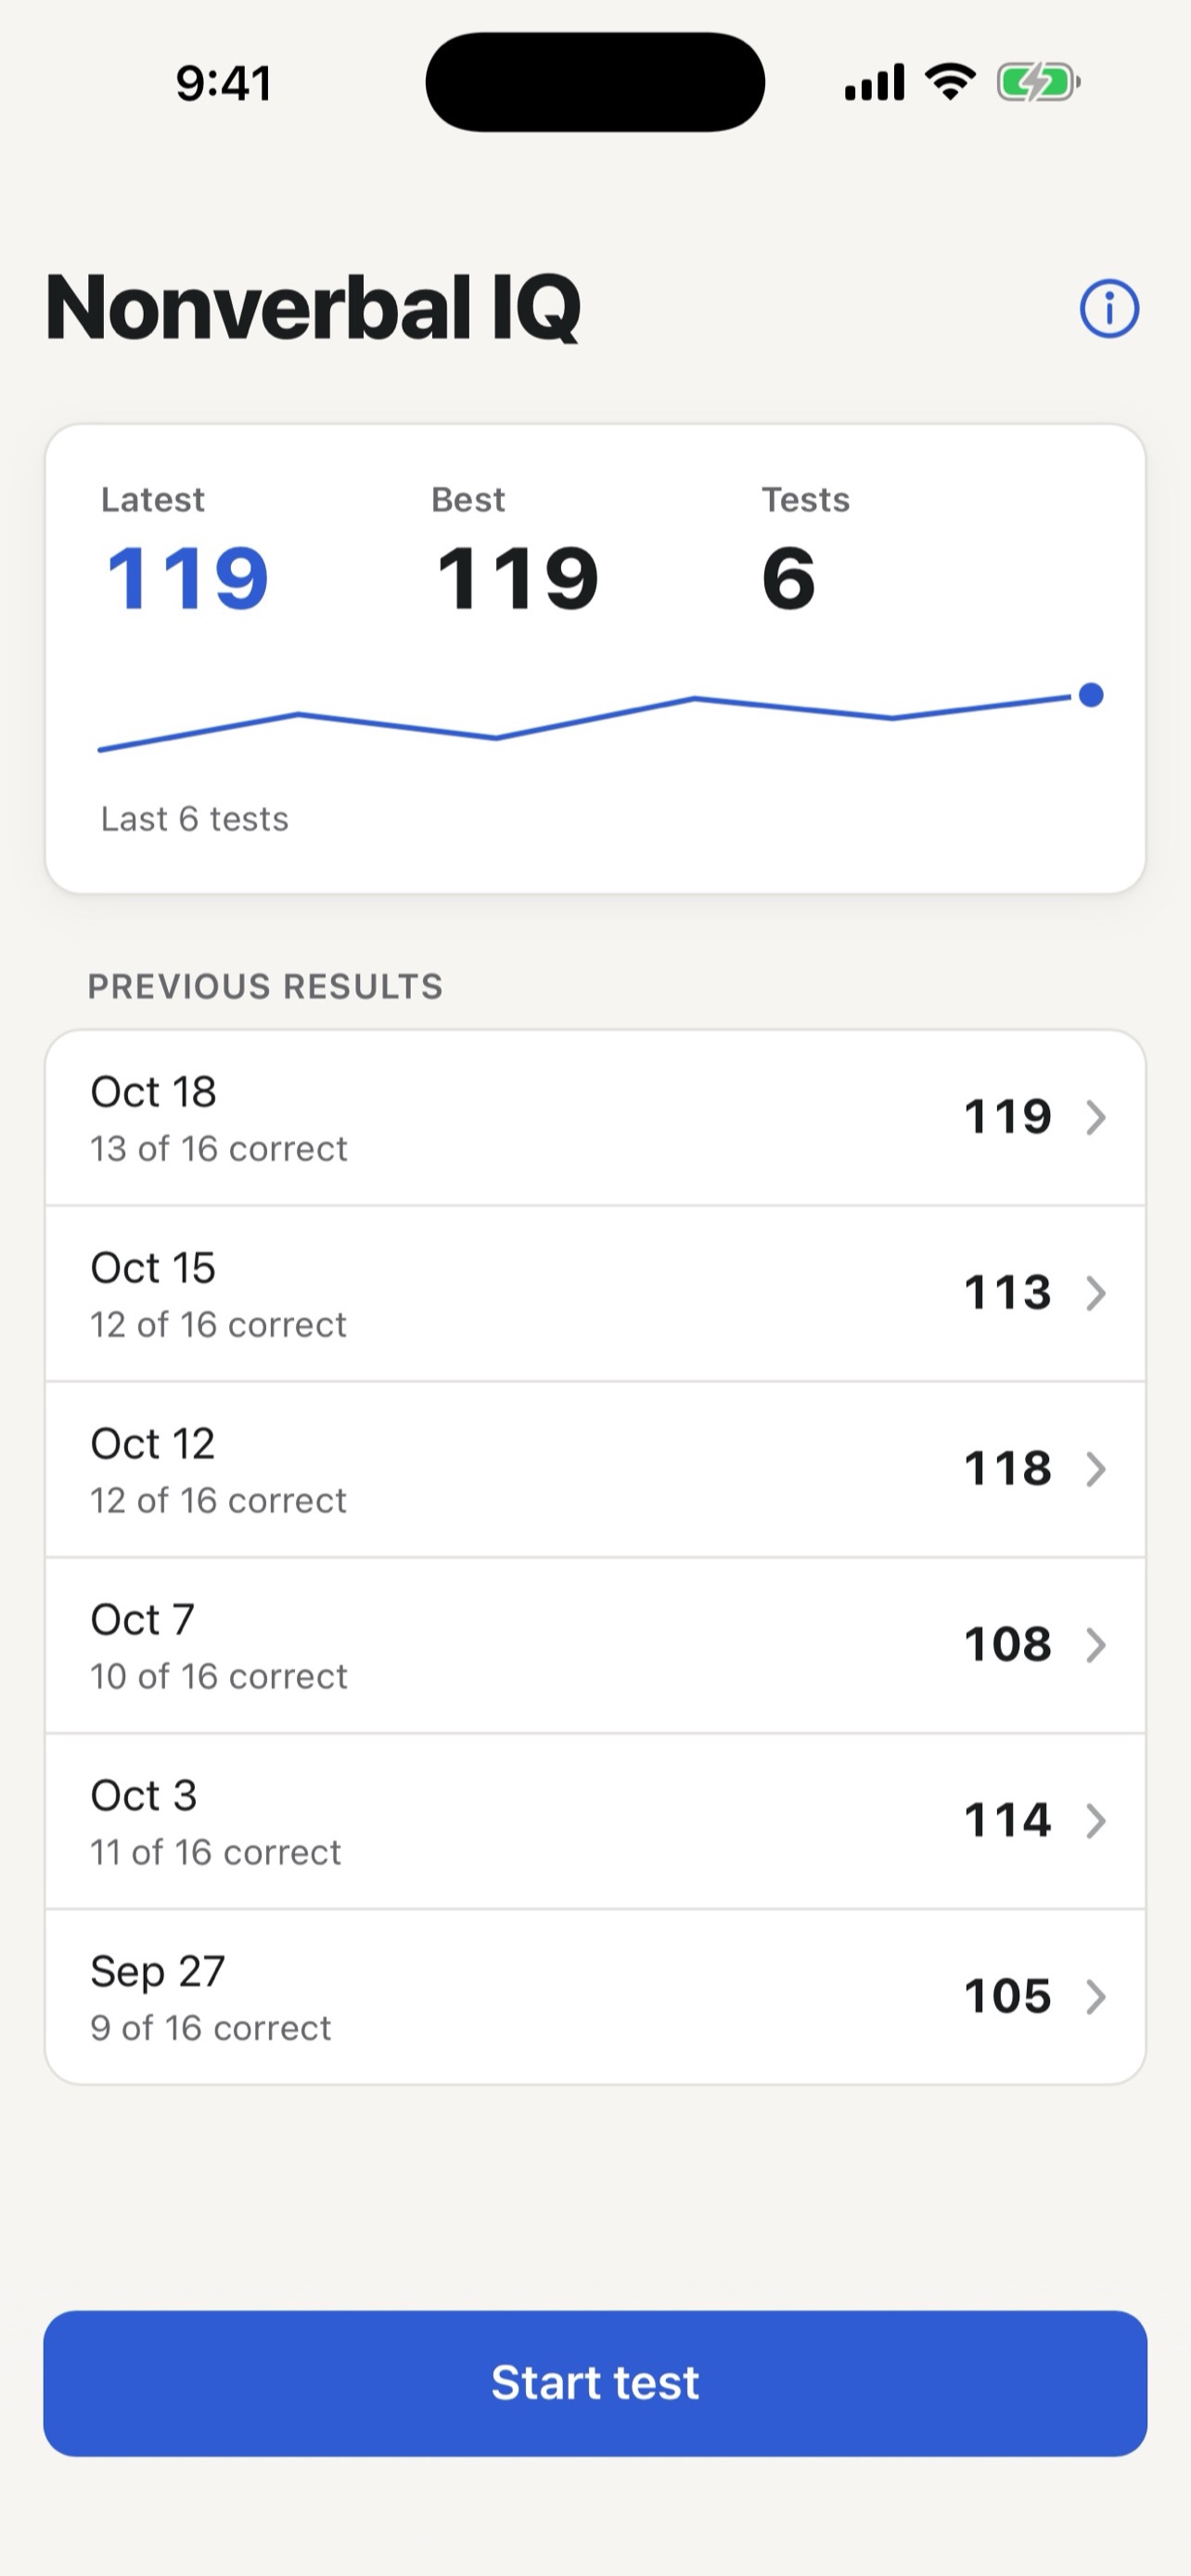 9:41
Nonverbal IQ
Latest Best Tests
119 119 6
Last 6 tests
PREVIOUS RESULTS
Oct 18
13 of 16 correct
119
Oct 15
12 of 16 correct
113
Oct 12
12 of 16 correct
118
Oct 7
10 of 16 correct
108
Oct 3
11 of 16 correct
114
Sep 27
9 of 16 correct
105
Start test